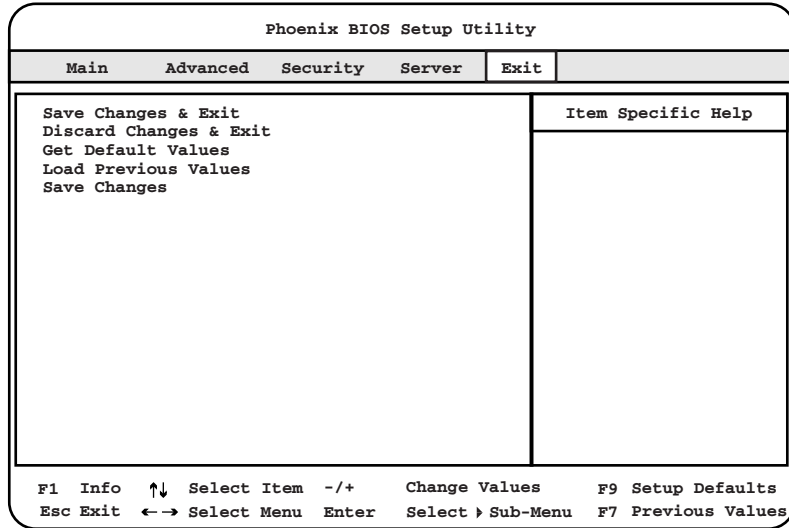 Phoenix BIOS Setup Utility
Main Advanced Security Server Exit
Save Changes & Exit
Discard Changes & Exit
Get Default Values
Load Previous Values
Save Changes
Item Specific Help
F1 Info ↑↓ Select Item -/+ Change Values F9 Setup Defaults
Esc Exit ←→ Select Menu Enter Select ▸ Sub-Menu F7 Previous Values